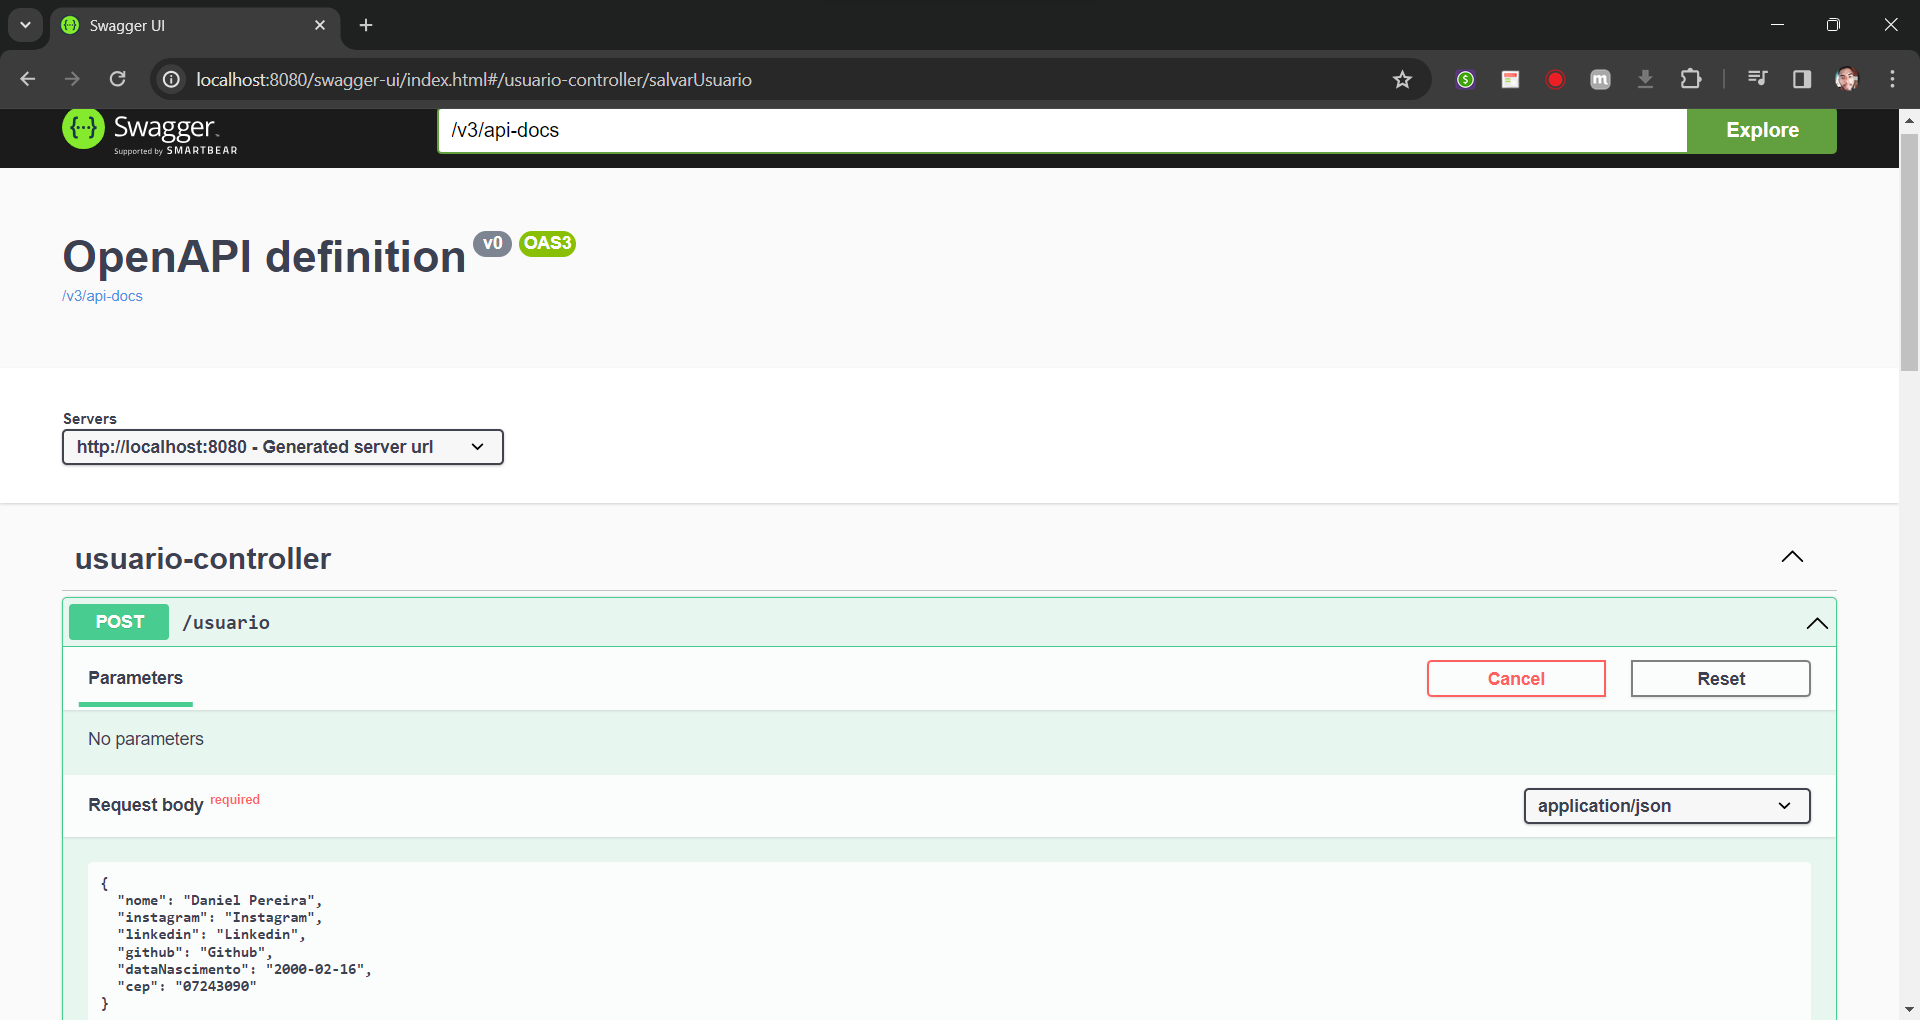 Swagger UI
localhost:8080/swagger-ui/index.html#/usuario-controller/salvarUsuario
Swagger
Supported by SMARTBEAR
/v3/api-docs
Explore
OpenAPI definition v0 OAS3
/v3/api-docs
Servers
http://localhost:8080 - Generated server url
usuario-controller
POST /usuario
Parameters
Cancel
Reset
No parameters
Request body required
application/json
{
  "nome": "Daniel Pereira",
  "instagram": "Instagram",
  "linkedin": "Linkedin",
  "github": "Github",
  "dataNascimento": "2000-02-16",
  "cep": "07243090"
}